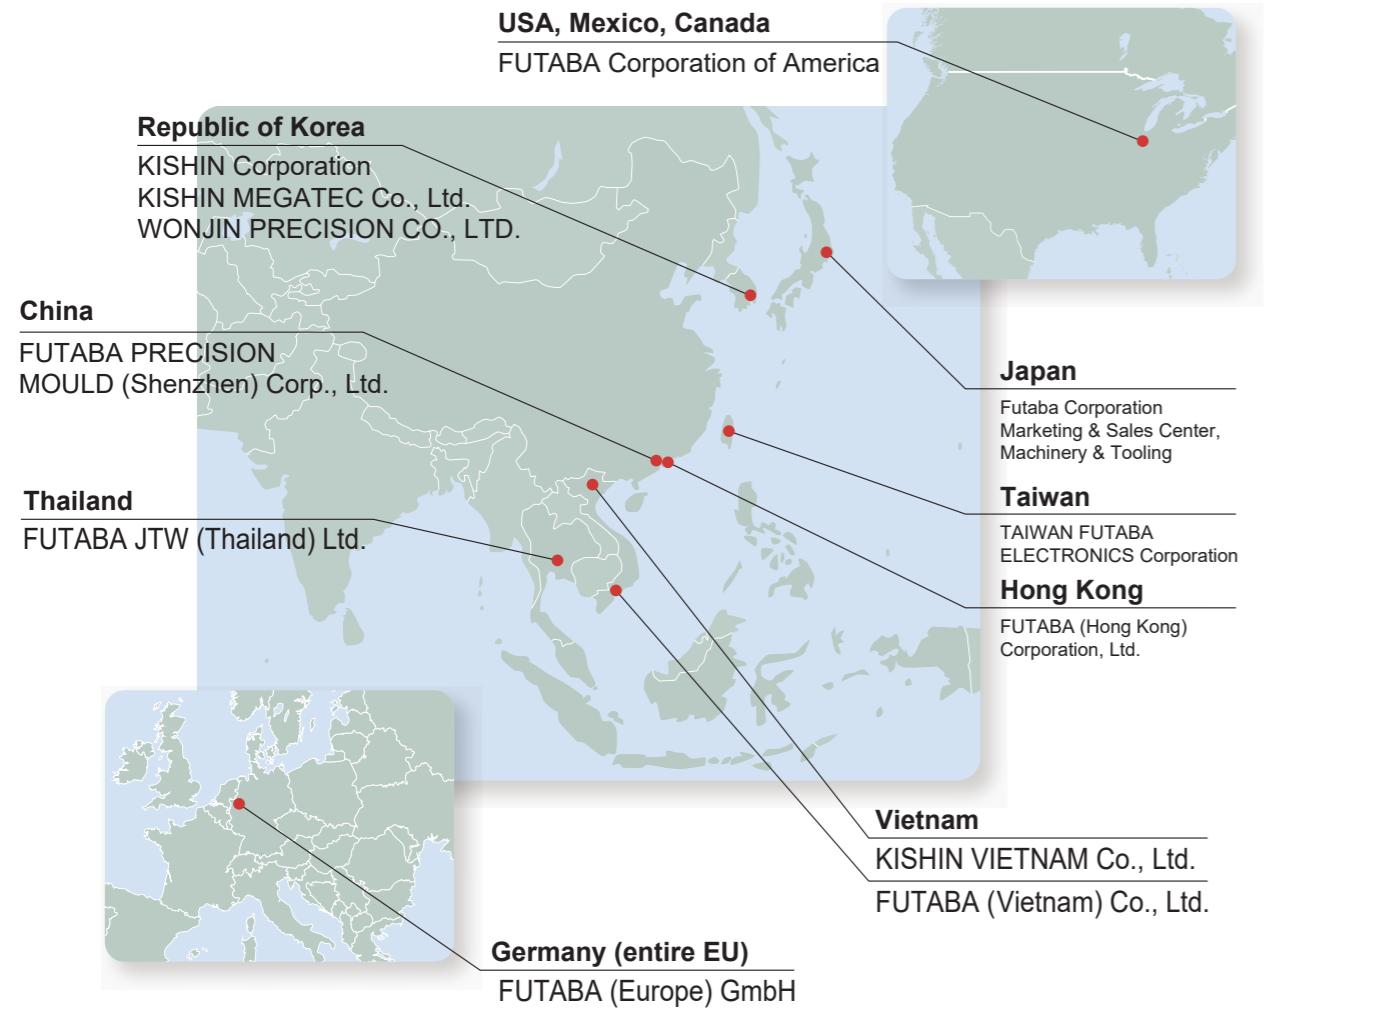 USA, Mexico, Canada
FUTABA Corporation of America
Republic of Korea
KISHIN Corporation
KISHIN MEGATEC Co., Ltd.
WONJIN PRECISION CO., LTD.
China
FUTABA PRECISION
MOULD (Shenzhen) Corp., Ltd.
Thailand
FUTABA JTW (Thailand) Ltd.
Japan
Futaba Corporation
Marketing & Sales Center,
Machinery & Tooling
Taiwan
TAIWAN FUTABA
ELECTRONICS Corporation
Hong Kong
FUTABA (Hong Kong)
Corporation, Ltd.
Vietnam
KISHIN VIETNAM Co., Ltd.
FUTABA (Vietnam) Co., Ltd.
Germany (entire EU)
FUTABA (Europe) GmbH